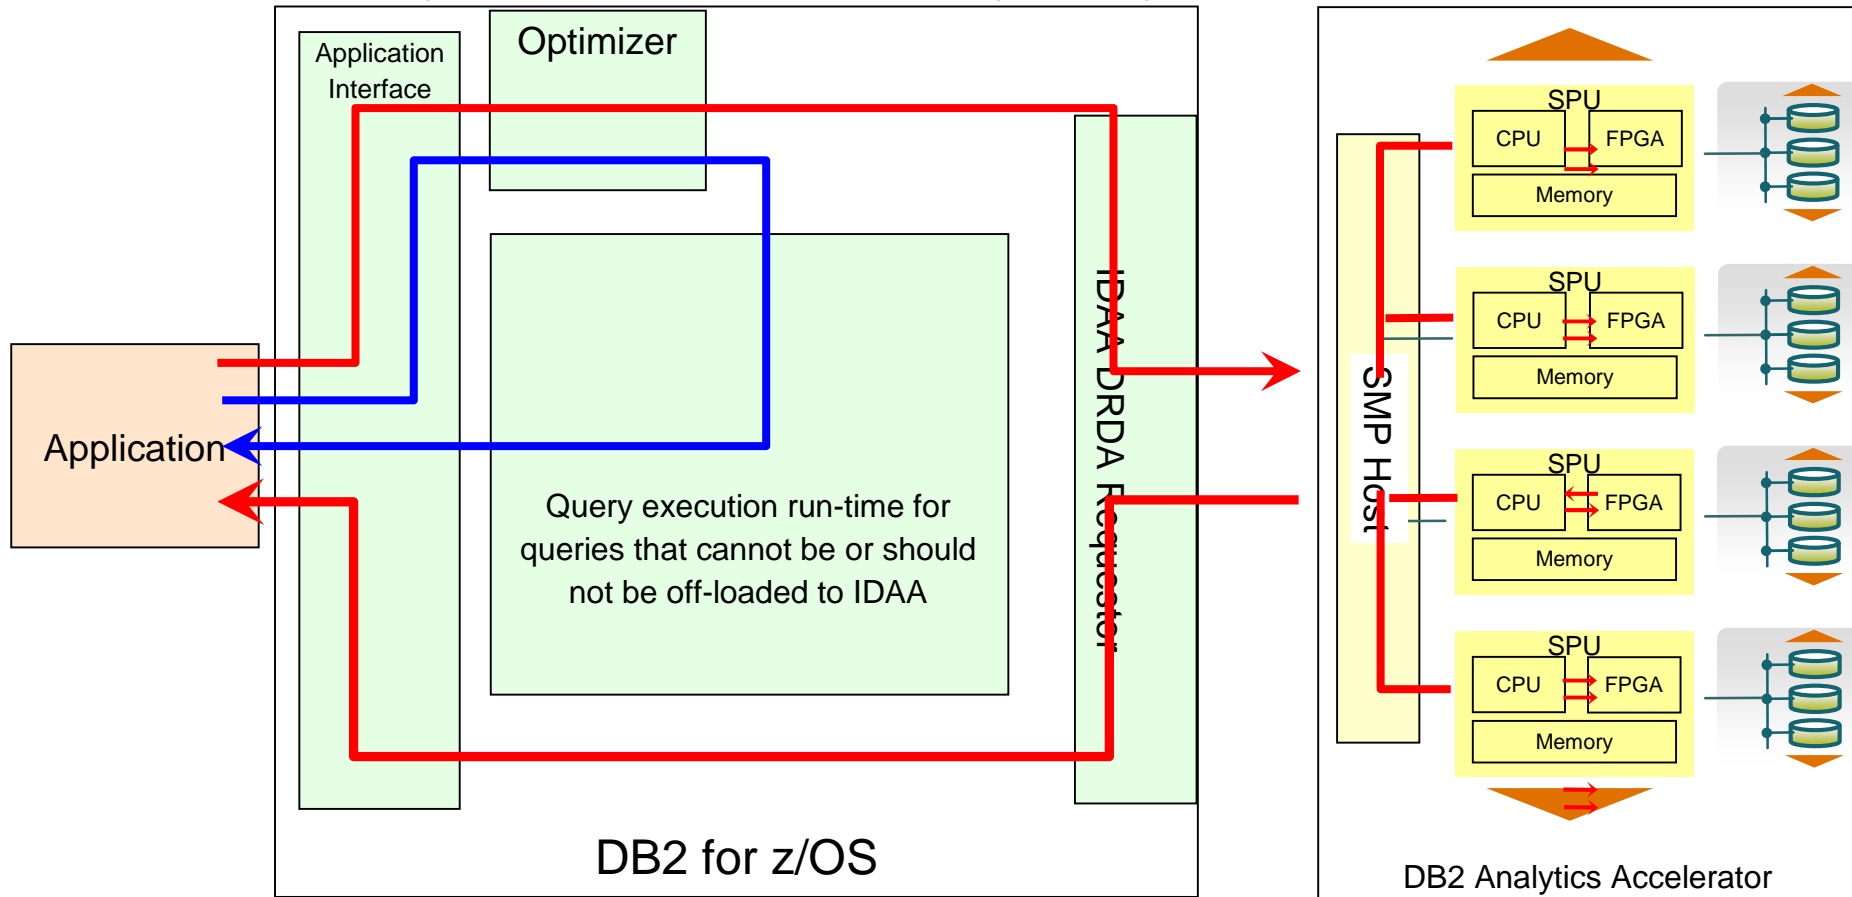 Application
Interface
Optimizer
Application
Query execution run-time for
queries that cannot be or should
not be off-loaded to IDAA
IDAA DRDA Requestor
DB2 for z/OS
SMP Host
SPU
CPU
FPGA
Memory
SPU
CPU
FPGA
Memory
SPU
CPU
FPGA
Memory
SPU
CPU
FPGA
Memory
DB2 Analytics Accelerator